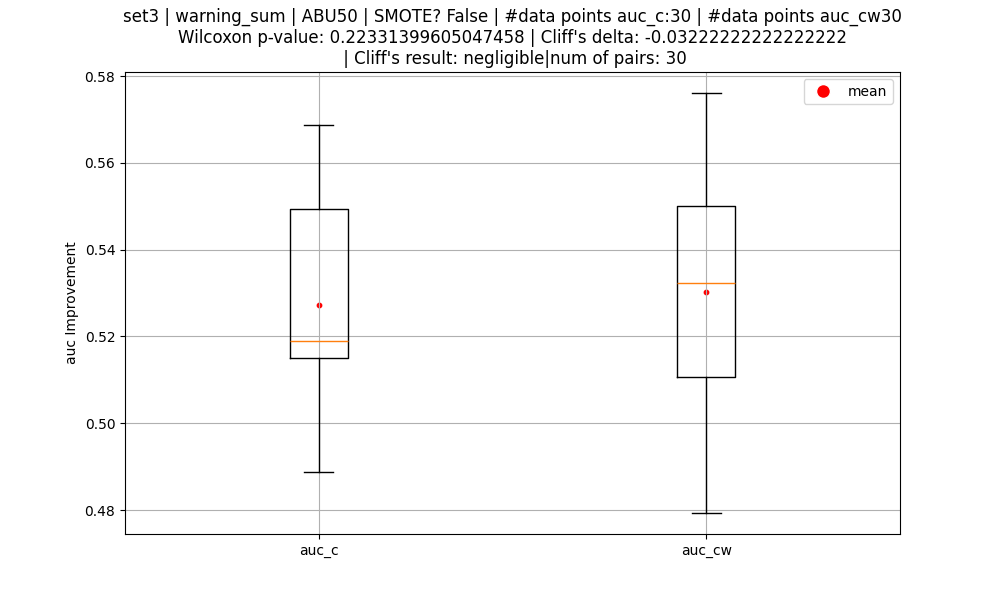 set3 | warning_sum | ABU50 | SMOTE? False | #data points auc_c:30 | #data points auc_cw30
Wilcoxon p-value: 0.22331399605047458 | Cliff's delta: -0.03222222222222222
| Cliff's result: negligible|num of pairs: 30
mean
0.58
0.56
0.54
0.52
0.50
0.48
auc Improvement
auc_c
auc_cw